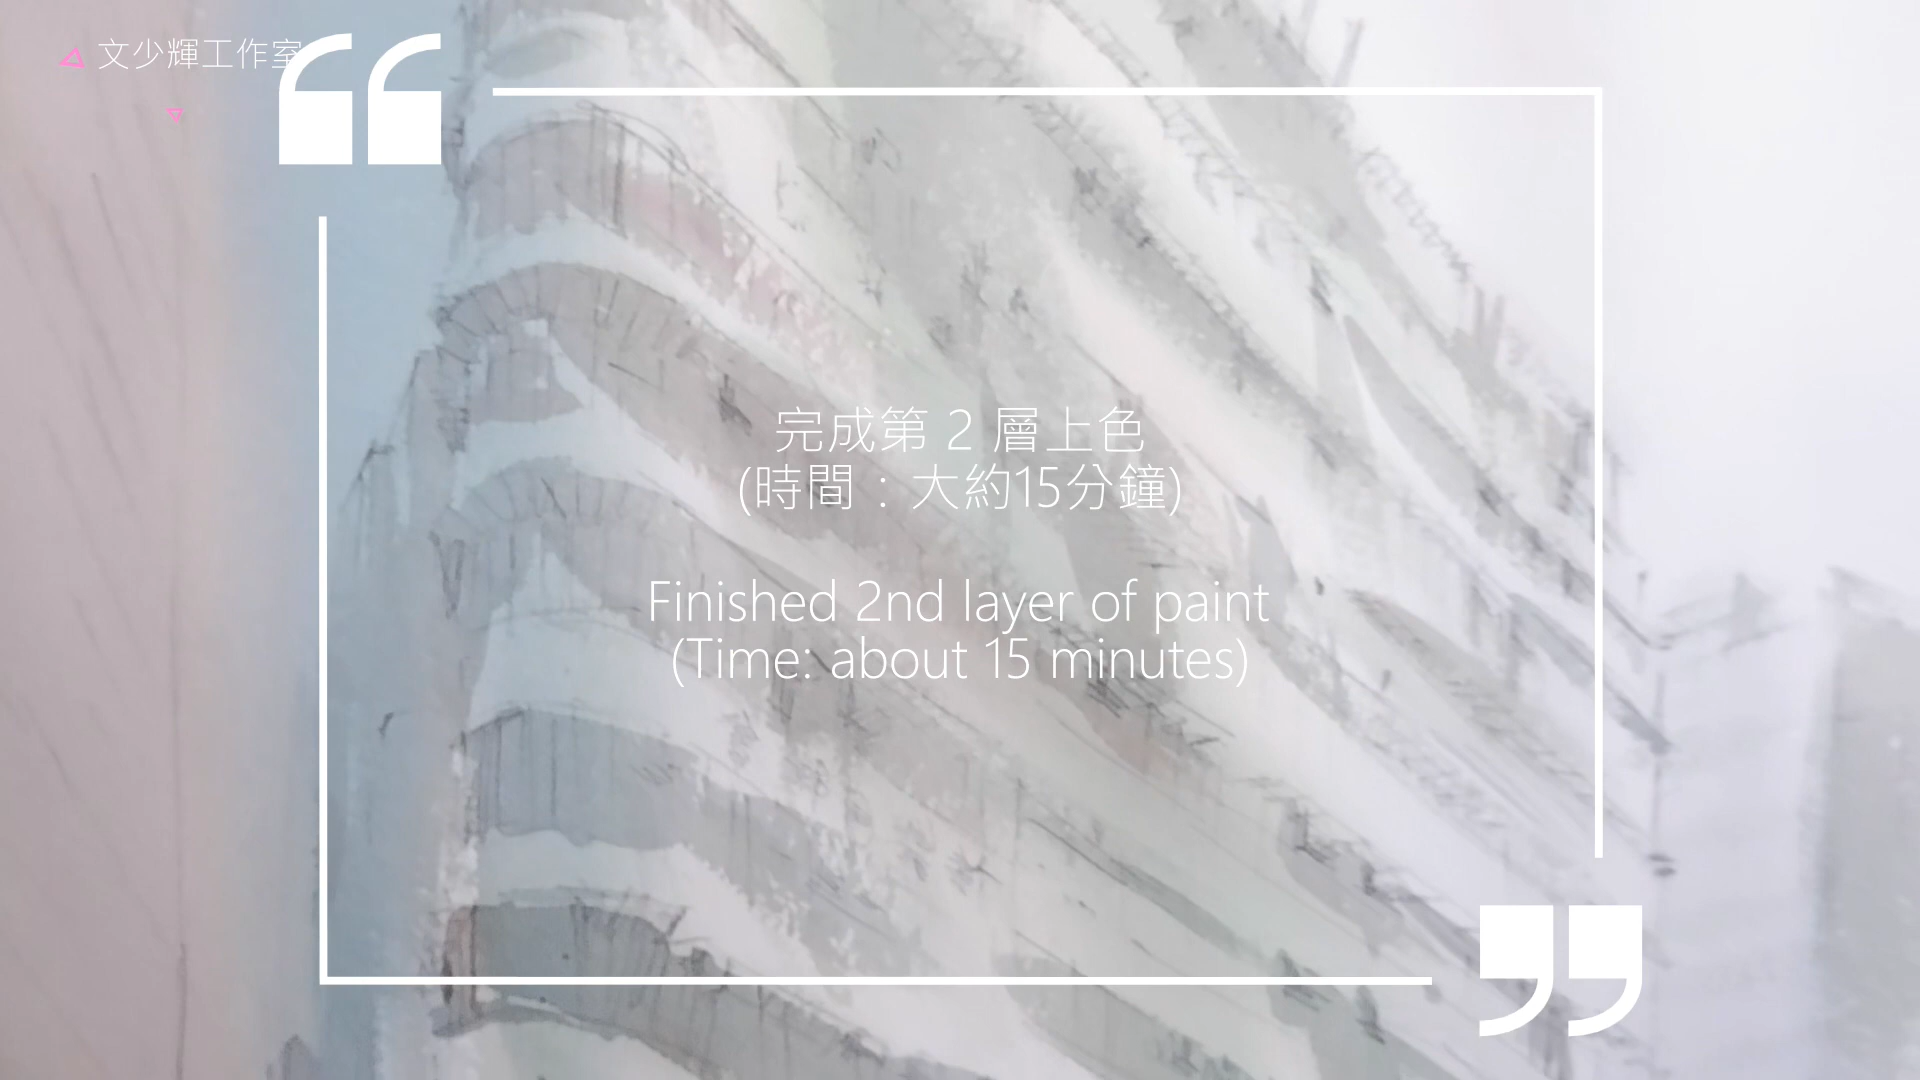 文少輝工作室
完成第 2 層上色
(時間：大約15分鐘)
Finished 2nd layer of paint
(Time: about 15 minutes)